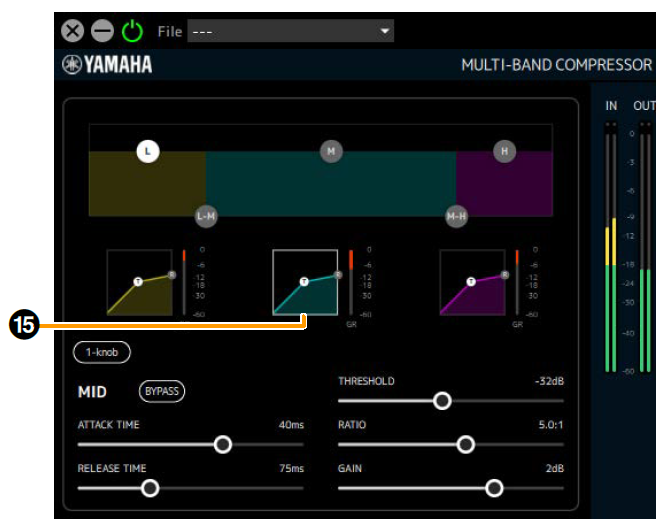 File ---
YAMAHA
MULTI-BAND COMPRESSOR
IN OUT
L M H
L-M M-H
0
-3
-6
-9
-12
-18
-24
-30
-40
-60
T R
0
-6
-12
-18
30
-60
GR
T R
0
-6
-12
-18
30
-60
GR
T R
0
-6
-12
-18
30
-60
GR
15
1-knob
MID BYPASS
ATTACK TIME 40ms
RELEASE TIME 75ms
THRESHOLD -32dB
RATIO 5.0:1
GAIN 2dB